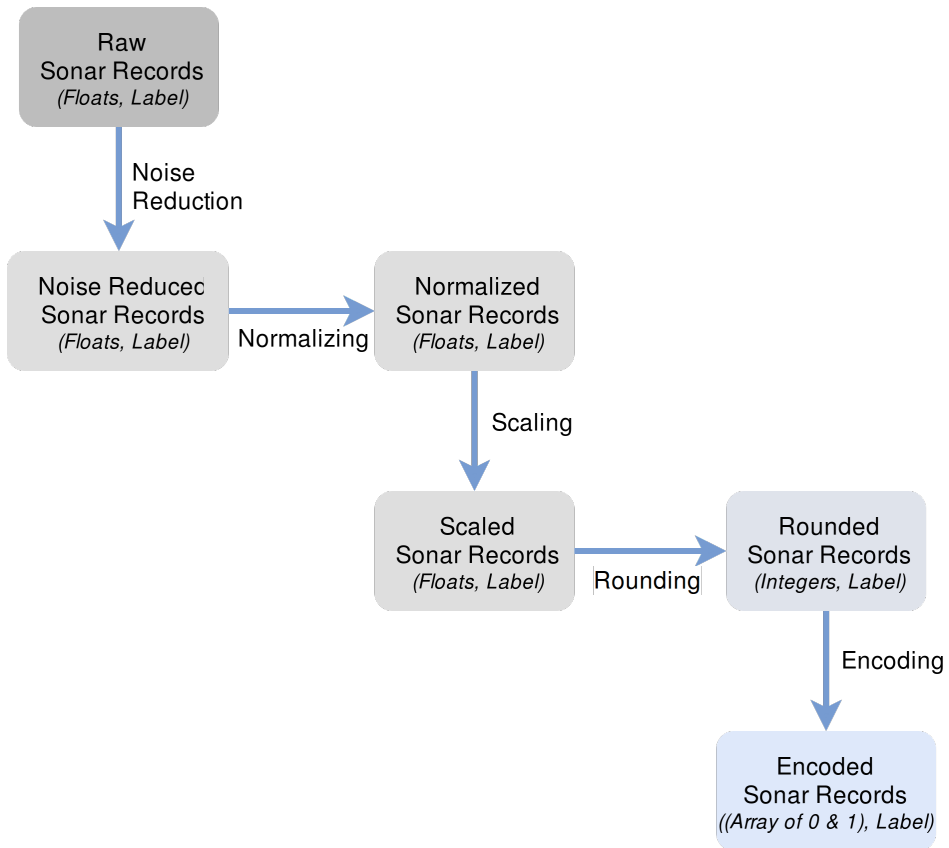 Raw
Sonar Records
(Floats, Label)
Noise
Reduction
Noise Reduced
Sonar Records
(Floats, Label)
Normalizing
Normalized
Sonar Records
(Floats, Label)
Scaling
Scaled
Sonar Records
(Floats, Label)
Rounding
Rounded
Sonar Records
(Integers, Label)
Encoding
Encoded
Sonar Records
((Array of 0 & 1), Label)